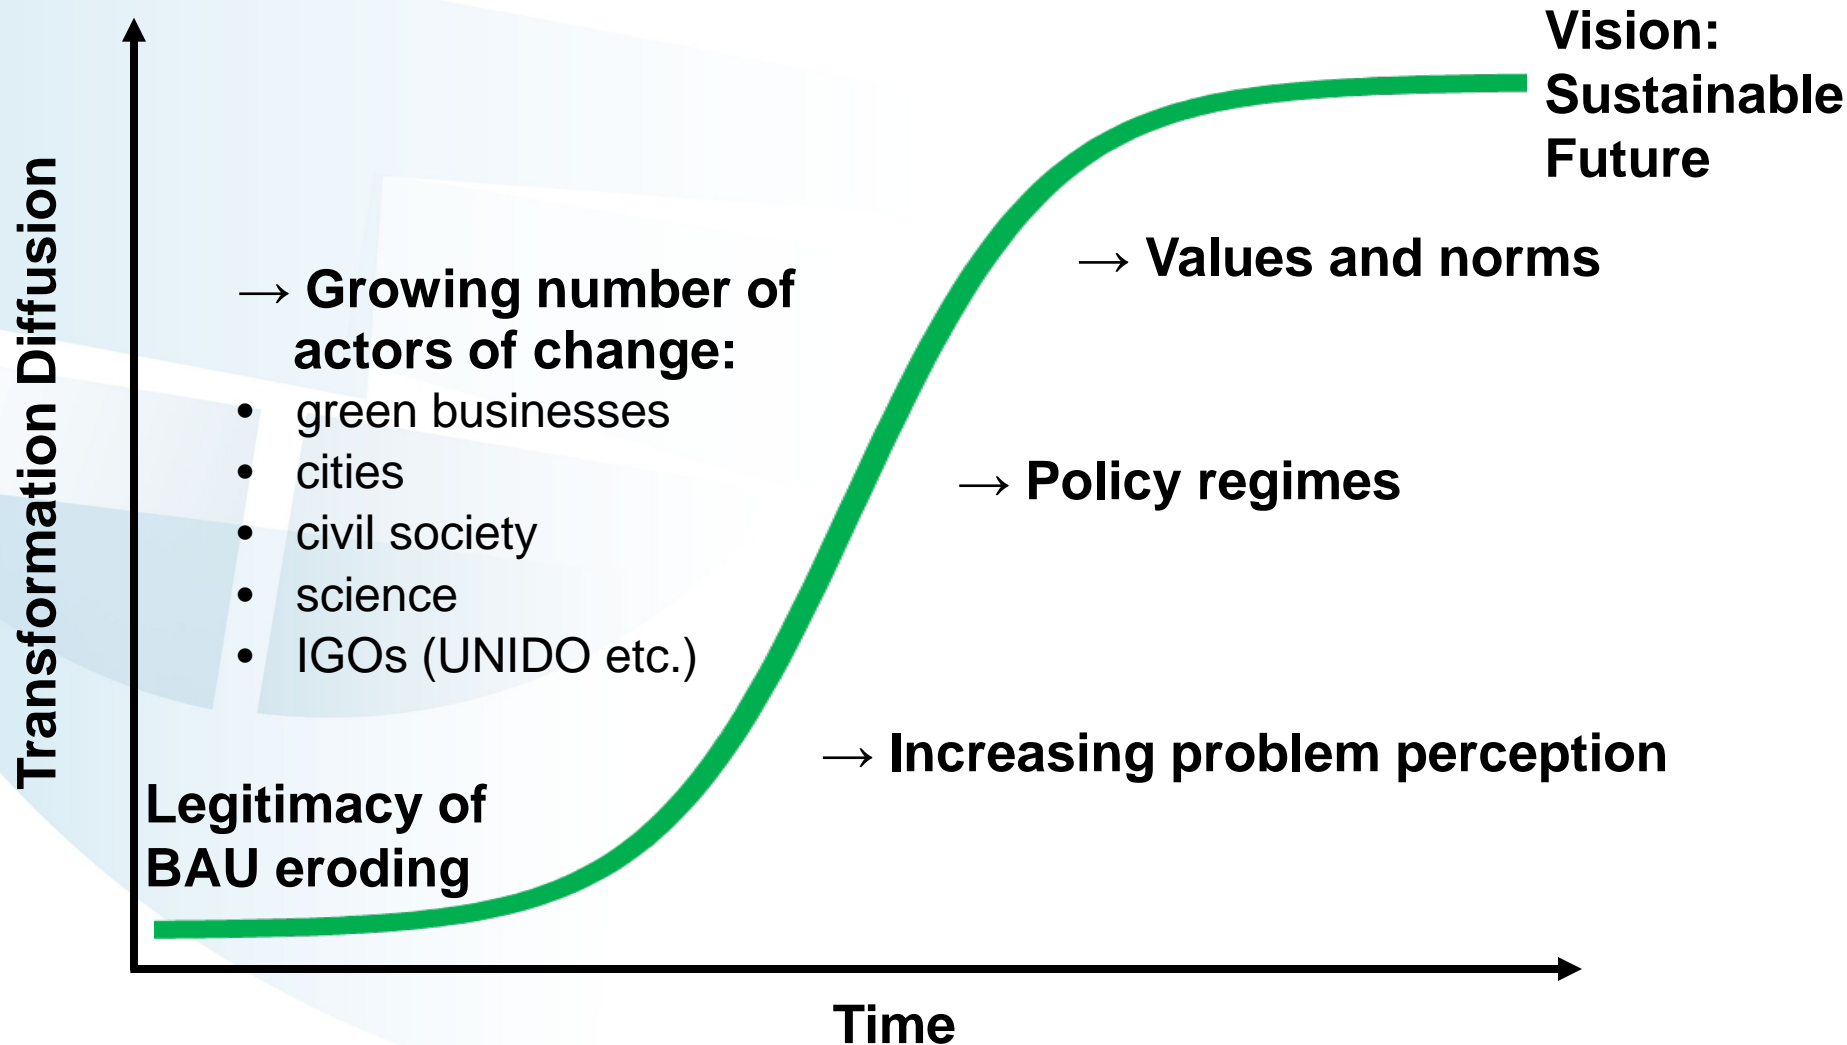 Vision:
Sustainable
Future
Transformation Diffusion
→ Growing number of
actors of change:
• green businesses
• cities
• civil society
• science
• IGOs (UNIDO etc.)
→ Values and norms
→ Policy regimes
→ Increasing problem perception
Legitimacy of
BAU eroding
Time